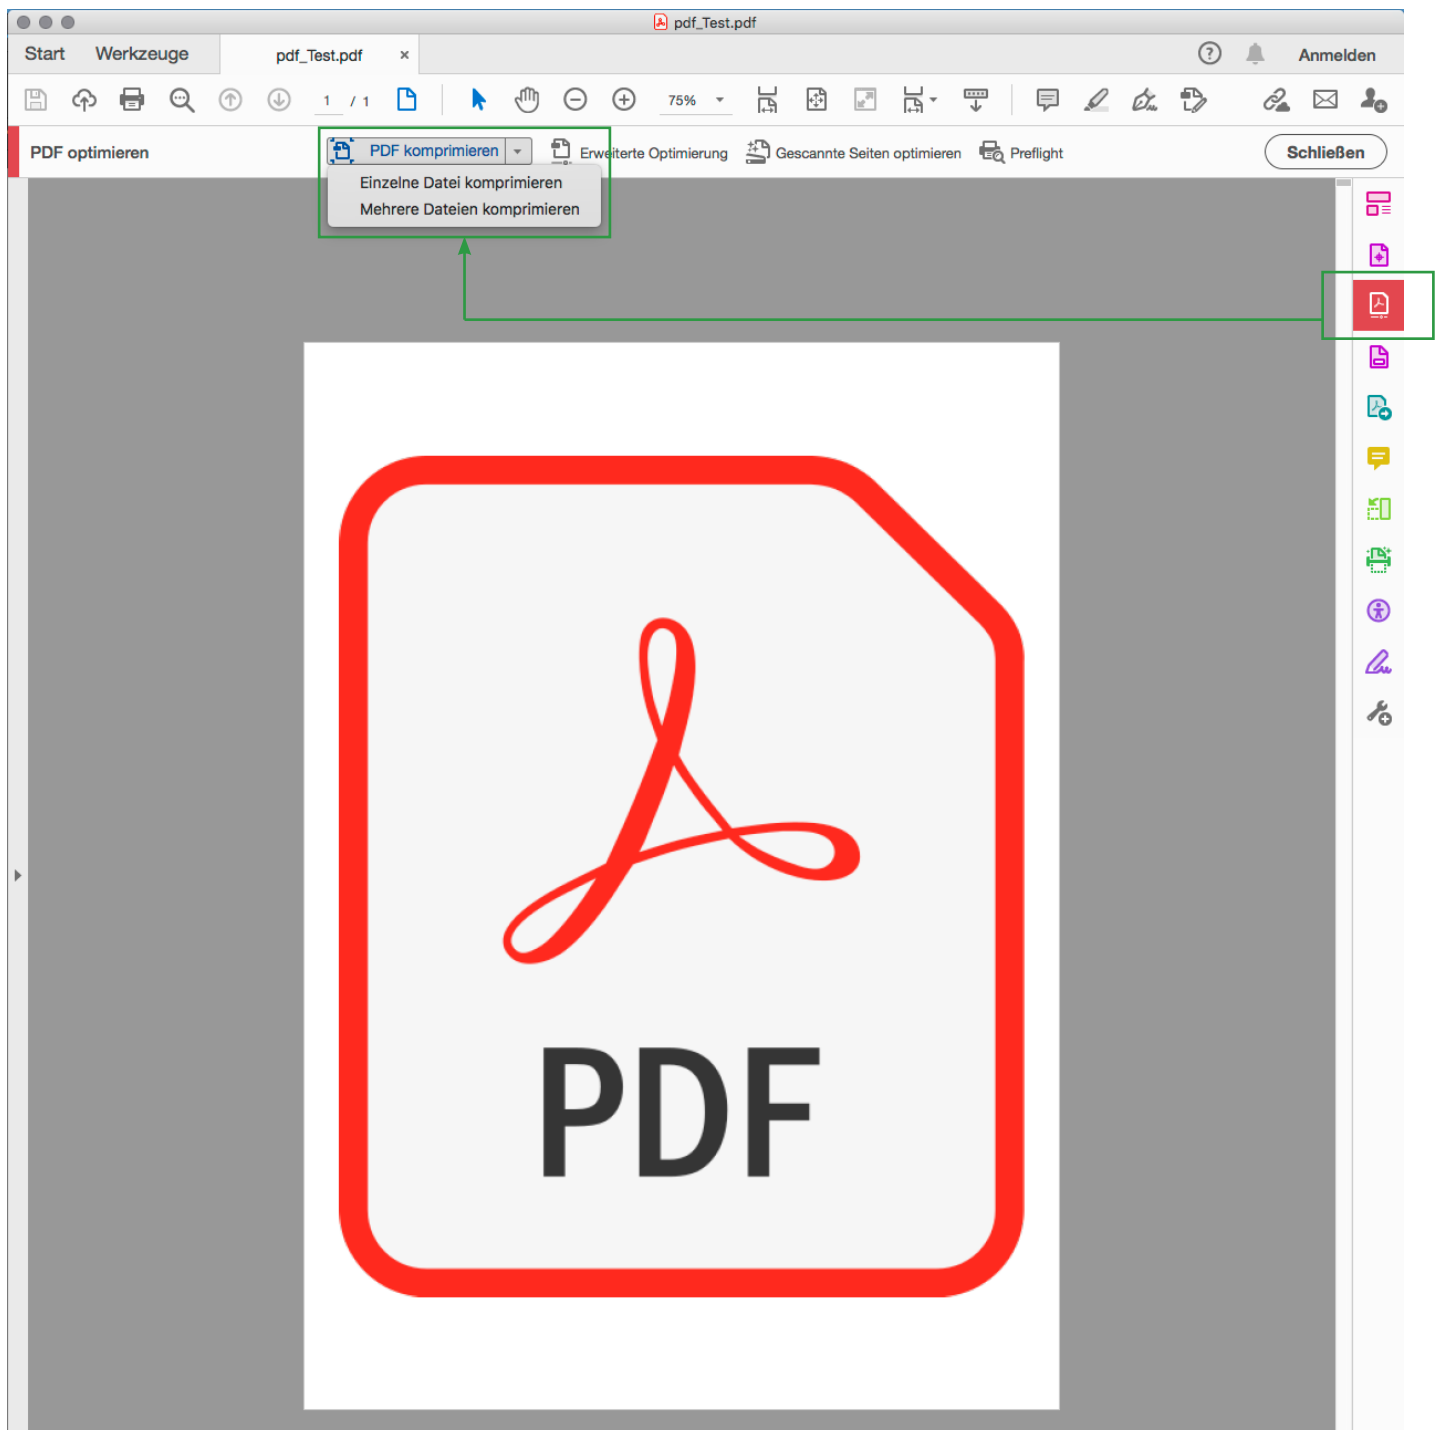 pdf_Test.pdf
Start Werkzeuge pdf_Test.pdf × ? Anmelden
1 / 1 75%
PDF optimieren PDF komprimieren Erweiterte Optimierung Gescannte Seiten optimieren Preflight Schließen
Einzelne Datei komprimieren
Mehrere Dateien komprimieren
PDF